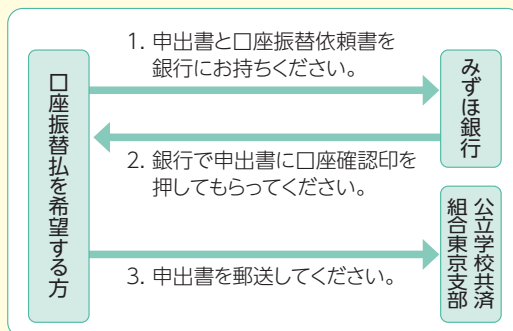 1. 申出書と口座振替依頼書を
銀行にお持ちください。
口座振替払を希望する方
みずほ銀行
2. 銀行で申出書に口座確認印を
押してもらってください。
公立学校共済
組合東京支部
3. 申出書を郵送してください。